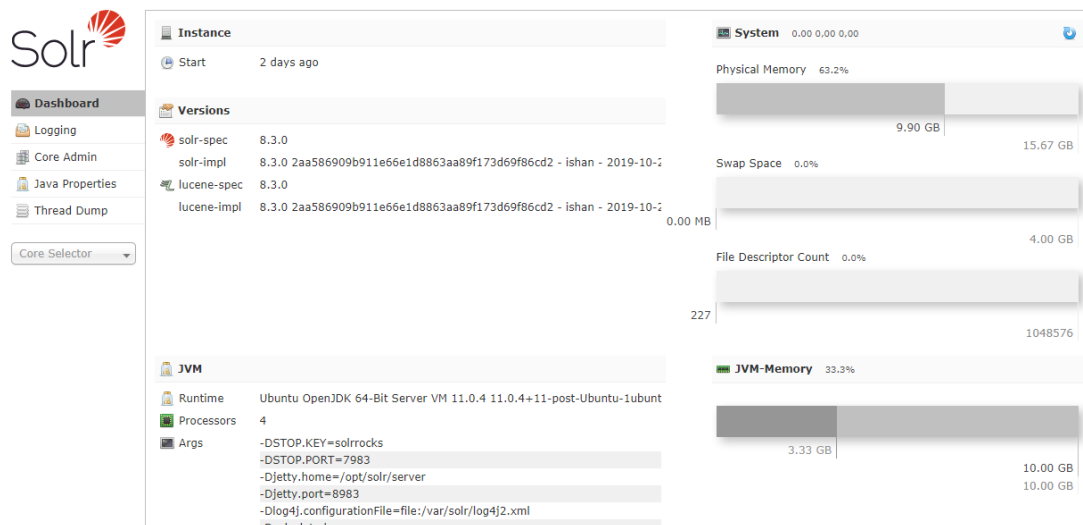 Solr
Dashboard
Logging
Core Admin
Java Properties
Thread Dump
Core Selector
Instance
Start 2 days ago
Versions
solr-spec 8.3.0
solr-impl 8.3.0 2aa586909b911e66e1d8863aa89f173d69f86cd2 - ishan - 2019-10-2
lucene-spec 8.3.0
lucene-impl 8.3.0 2aa586909b911e66e1d8863aa89f173d69f86cd2 - ishan - 2019-10-2
JVM
Runtime Ubuntu OpenJDK 64-Bit Server VM 11.0.4 11.0.4+11-post-Ubuntu-1ubunt
Processors 4
Args -DSTOP.KEY=solrrocks
-DSTOP.PORT=7983
-Djetty.home=/opt/solr/server
-Djetty.port=8983
-Dlog4j.configurationFile=file:/var/solr/log4j2.xml
System 0.00 0.00 0.00
Physical Memory 63.2%
9.90 GB
15.67 GB
Swap Space 0.0%
0.00 MB
4.00 GB
File Descriptor Count 0.0%
227
1048576
JVM-Memory 33.3%
3.33 GB
10.00 GB
10.00 GB